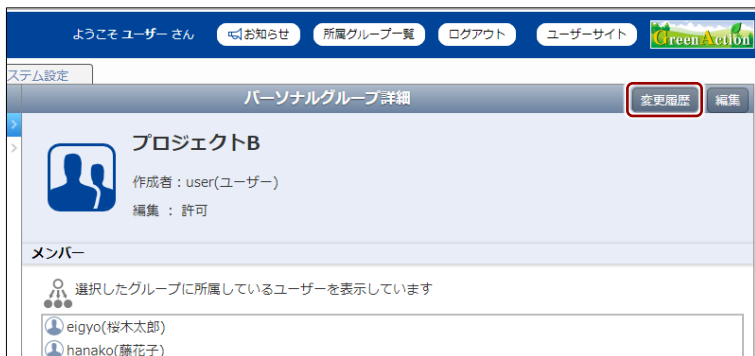 ようこそ ユーザー さん お知らせ 所属グループ一覧 ログアウト ユーザーサイト GreenAction
ステム設定
パーソナルグループ詳細 変更履歴 編集
プロジェクトB
作成者：user(ユーザー)
編集 ： 許可
メンバー
選択したグループに所属しているユーザーを表示しています
eigyo(桜木太郎)
hanako(藤花子)